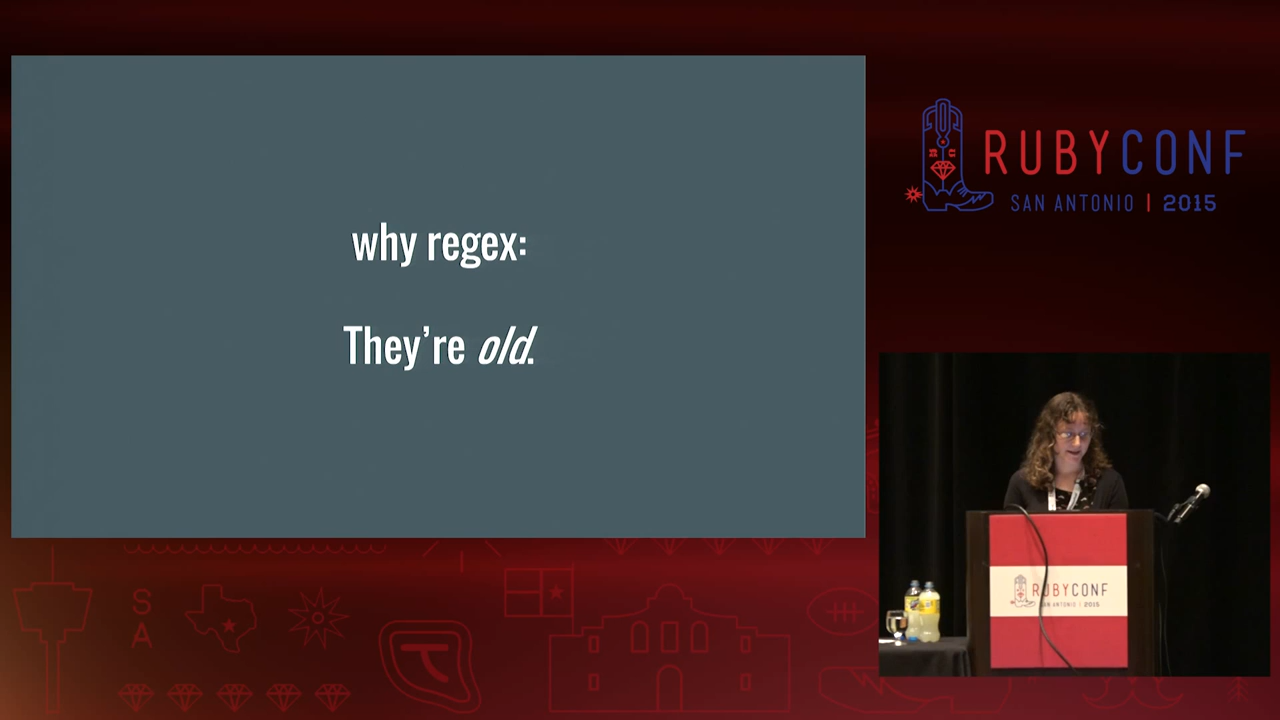 why regex:
They're old.
RUBYCONF
SAN ANTONIO | 2015
RUBYCONF
SAN ANTONIO | 2015
S
A